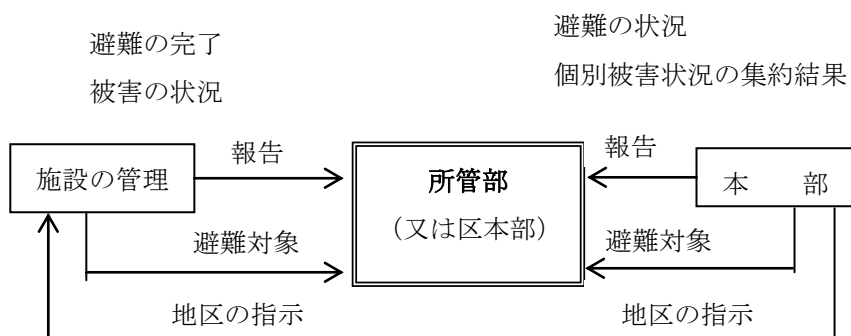 避難の完了
被害の状況
避難の状況
個別被害状況の集約結果
施設の管理
報告
所管部
（又は区本部）
報告
本　　部
避難対象
避難対象
地区の指示
地区の指示